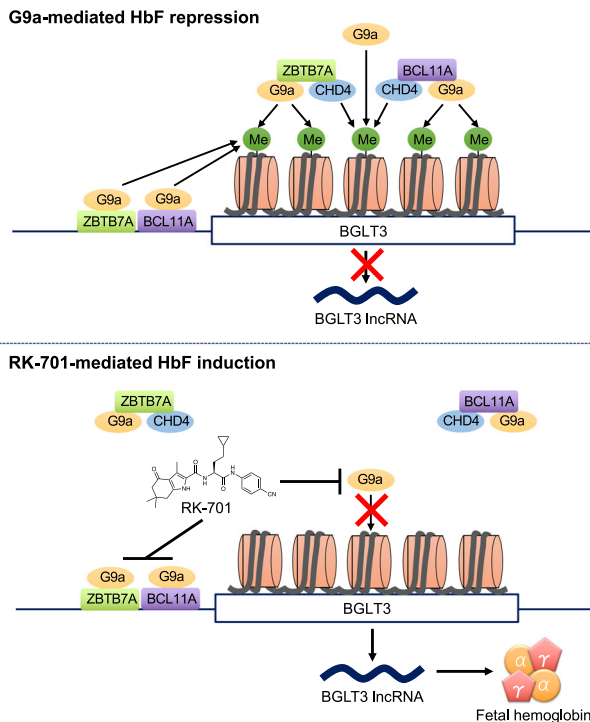 G9a-mediated HbF repression
G9a
ZBTB7A
BCL11A
G9a
CHD4
CHD4
G9a
Me
Me
Me
Me
Me
G9a
G9a
ZBTB7A
BCL11A
BGLT3
BGLT3 lncRNA
RK-701-mediated HbF induction
ZBTB7A
G9a
CHD4
BCL11A
CHD4
G9a
O
O
H
N
N
H
N
H
O
CN
RK-701
G9a
G9a
G9a
ZBTB7A
BCL11A
BGLT3
BGLT3 lncRNA
α
γ
γ
α
Fetal hemoglobin